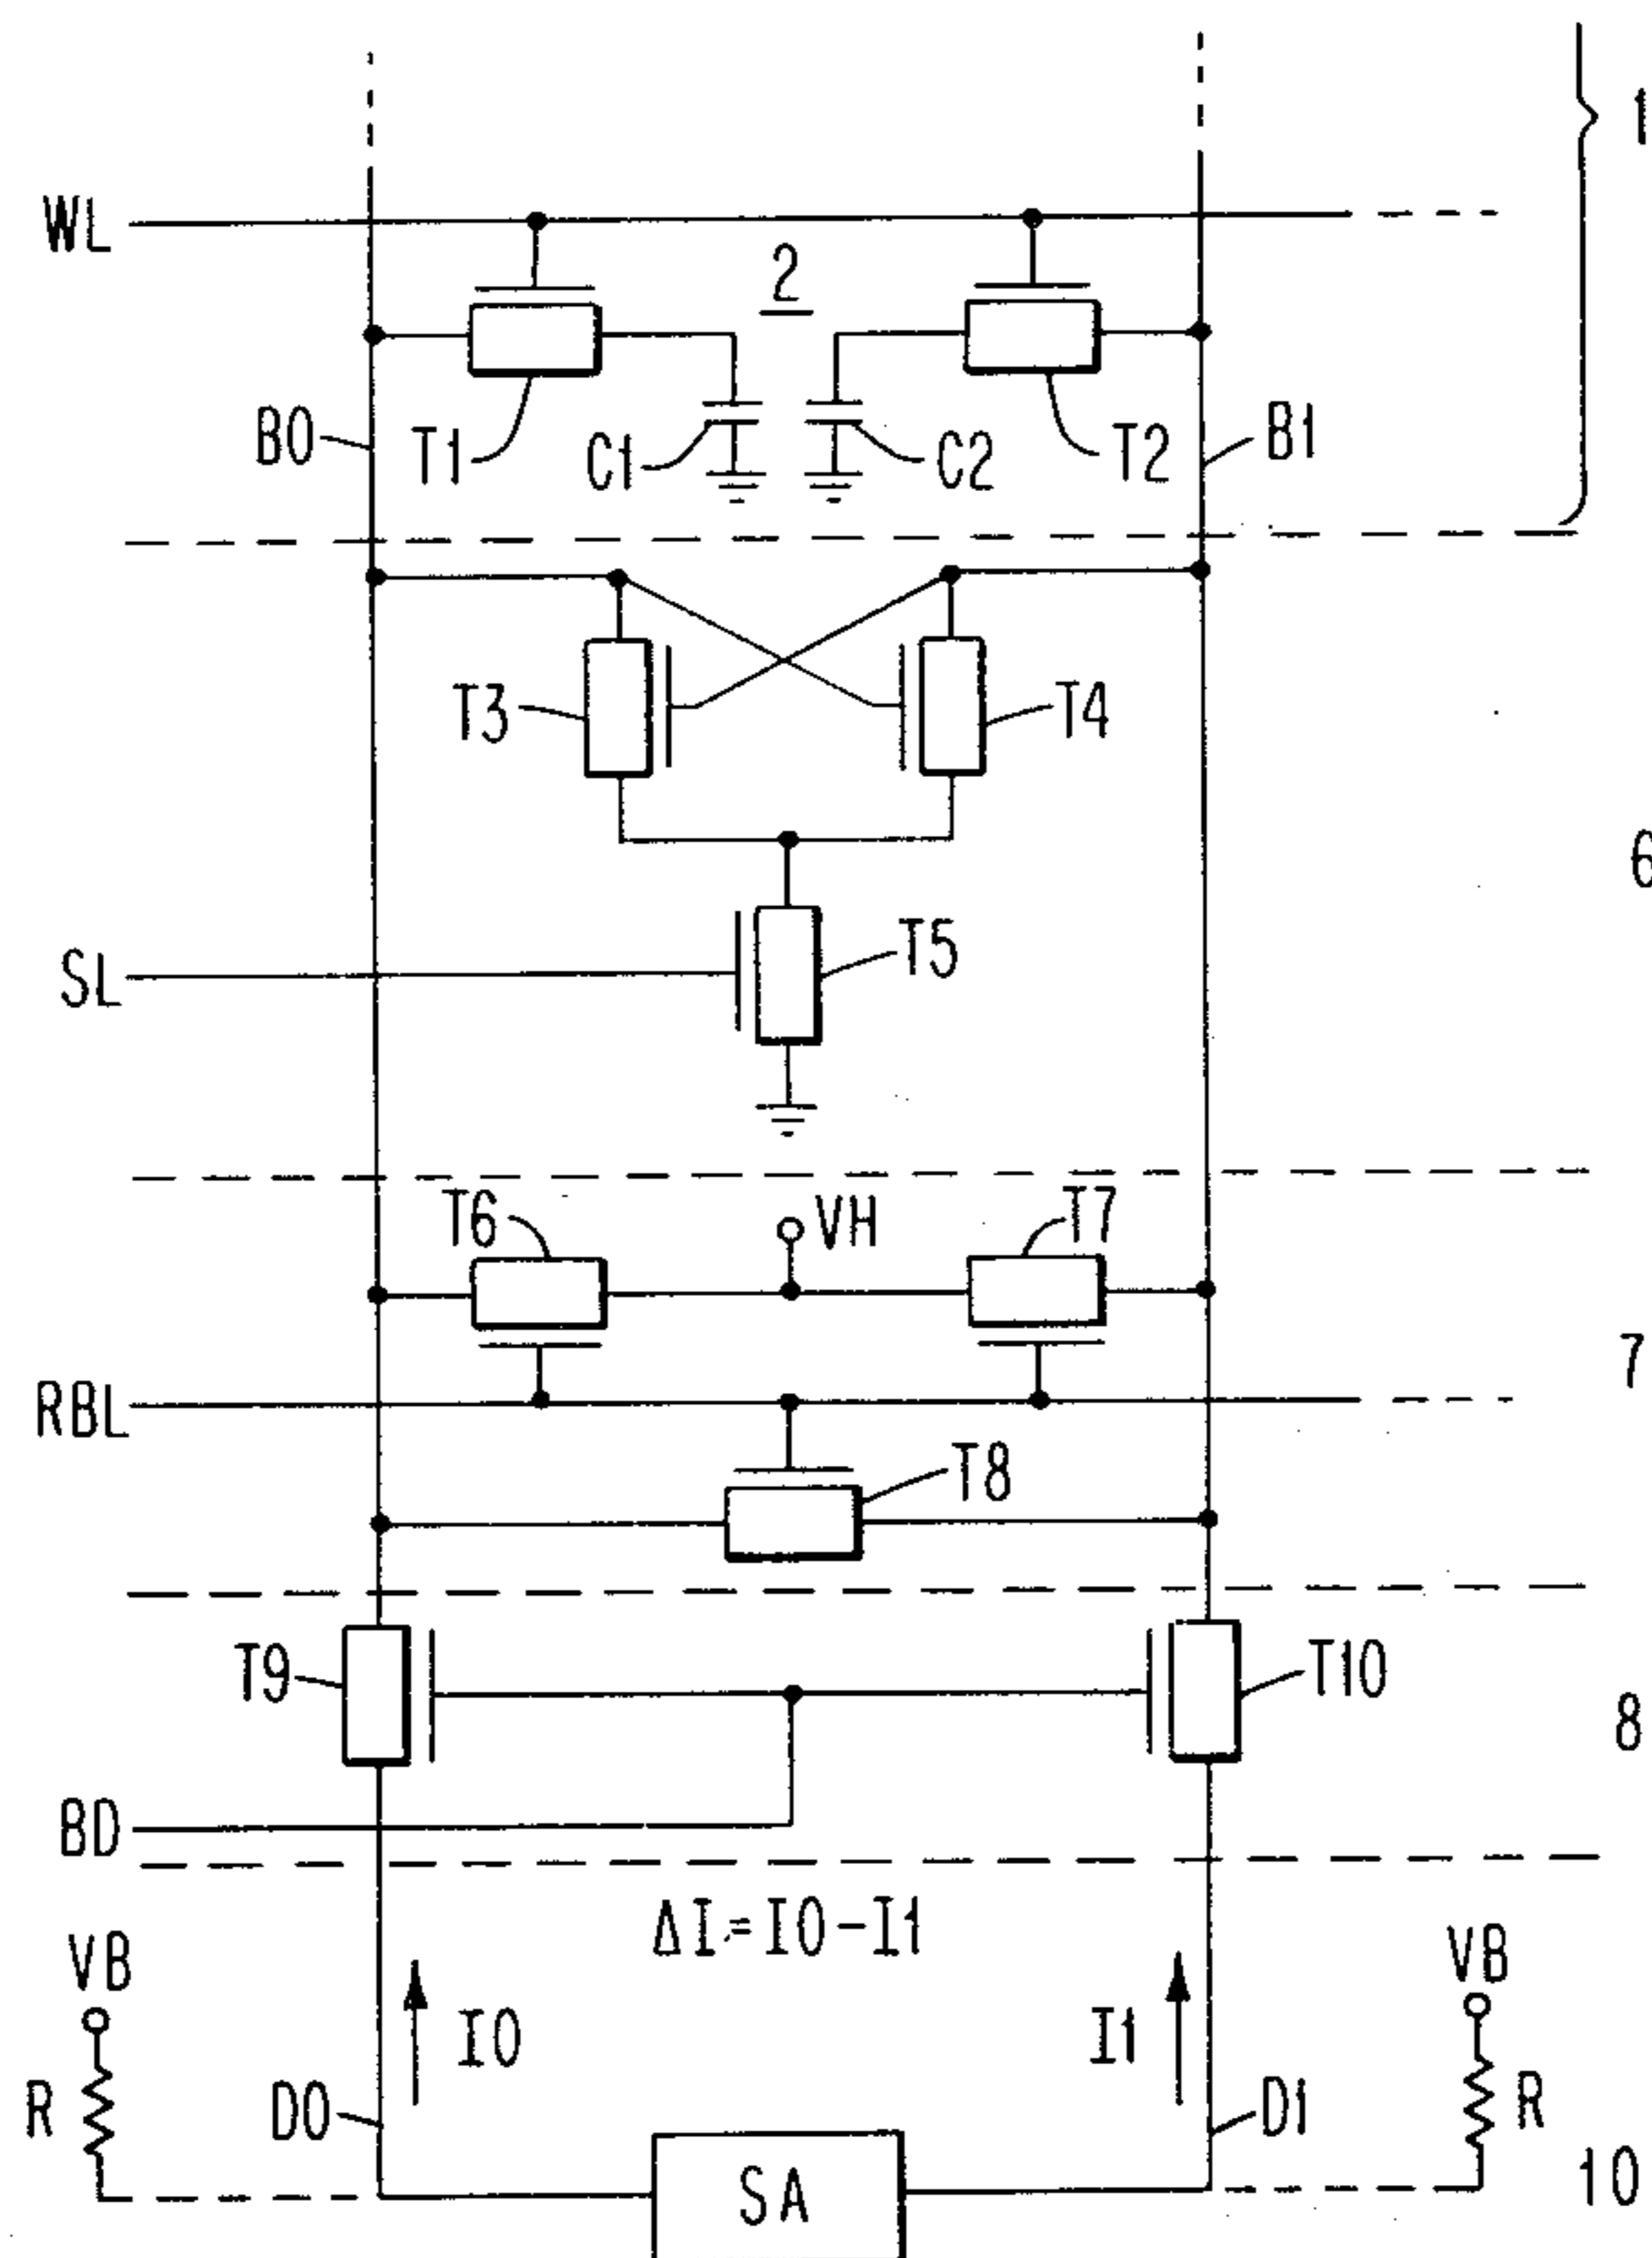 1
WL
2
B0
T1
C1
C2
T2
B1
T3
T4
6
SL
T5
T6
VH
T7
7
RBL
T8
T9
T10
8
BD
ΔI=I0-I1
VB
VB
I0
I1
R
D0
D1
R
SA
10